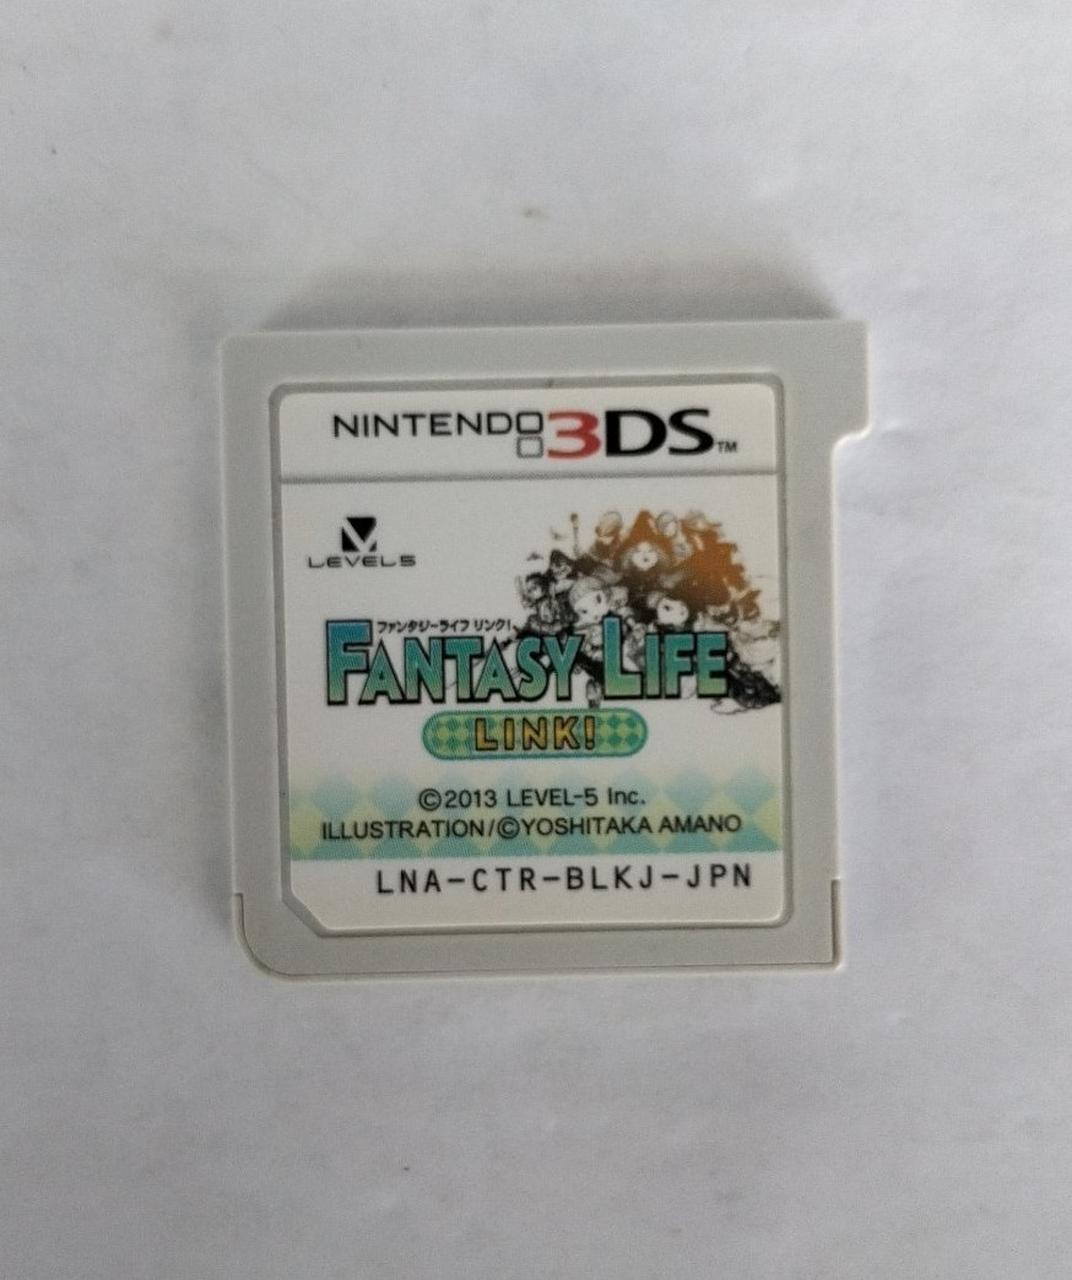 NINTENDO 3DS™
LEVEL5
ファンタジーライフ リンク!
FANTASY LIFE
LINK!
©2013 LEVEL-5 Inc.
ILLUSTRATION/©YOSHITAKA AMANO
LNA-CTR-BLKJ-JPN